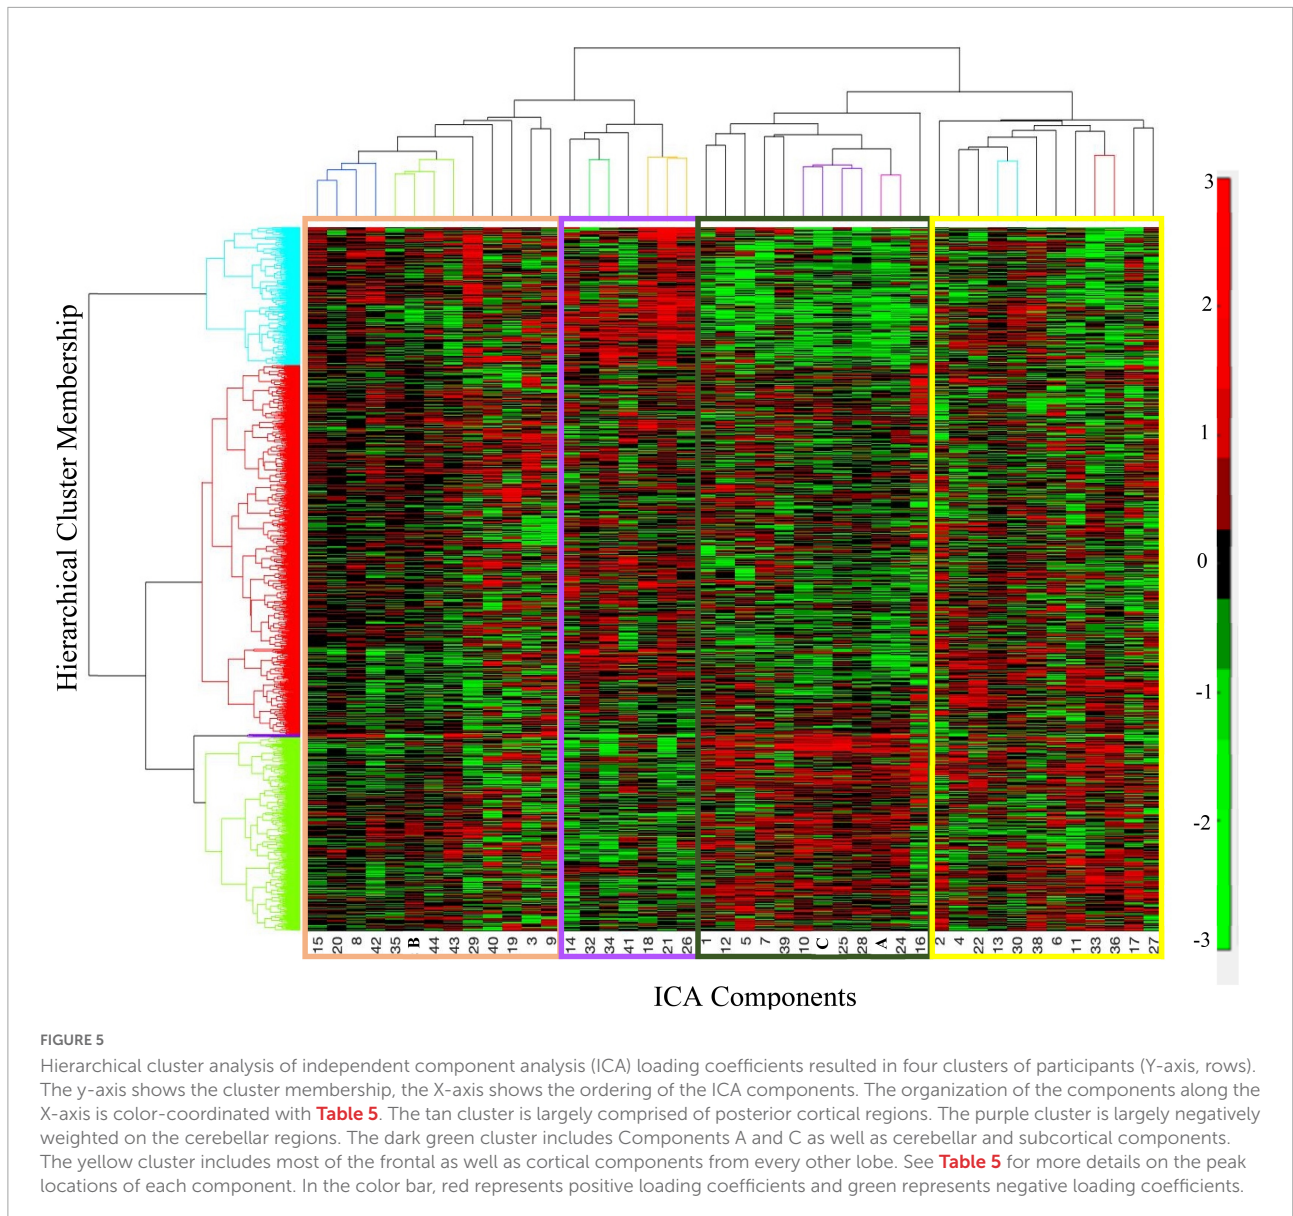 Hierarchical Cluster Membership
3
2
1
0
-1
-2
-3
15 20 8 42 35 B 44 43 29 40 19 3 9 14 32 34 41 18 21 26 1 12 5 7 39 10 C 25 28 A 24 16 2 4 22 13 30 38 6 11 33 36 17 27
ICA Components
FIGURE 5
Hierarchical cluster analysis of independent component analysis (ICA) loading coefficients resulted in four clusters of participants (Y-axis, rows).
The y-axis shows the cluster membership, the X-axis shows the ordering of the ICA components. The organization of the components along the
X-axis is color-coordinated with Table 5. The tan cluster is largely comprised of posterior cortical regions. The purple cluster is largely negatively
weighted on the cerebellar regions. The dark green cluster includes Components A and C as well as cerebellar and subcortical components.
The yellow cluster includes most of the frontal as well as cortical components from every other lobe. See Table 5 for more details on the peak
locations of each component. In the color bar, red represents positive loading coefficients and green represents negative loading coefficients.